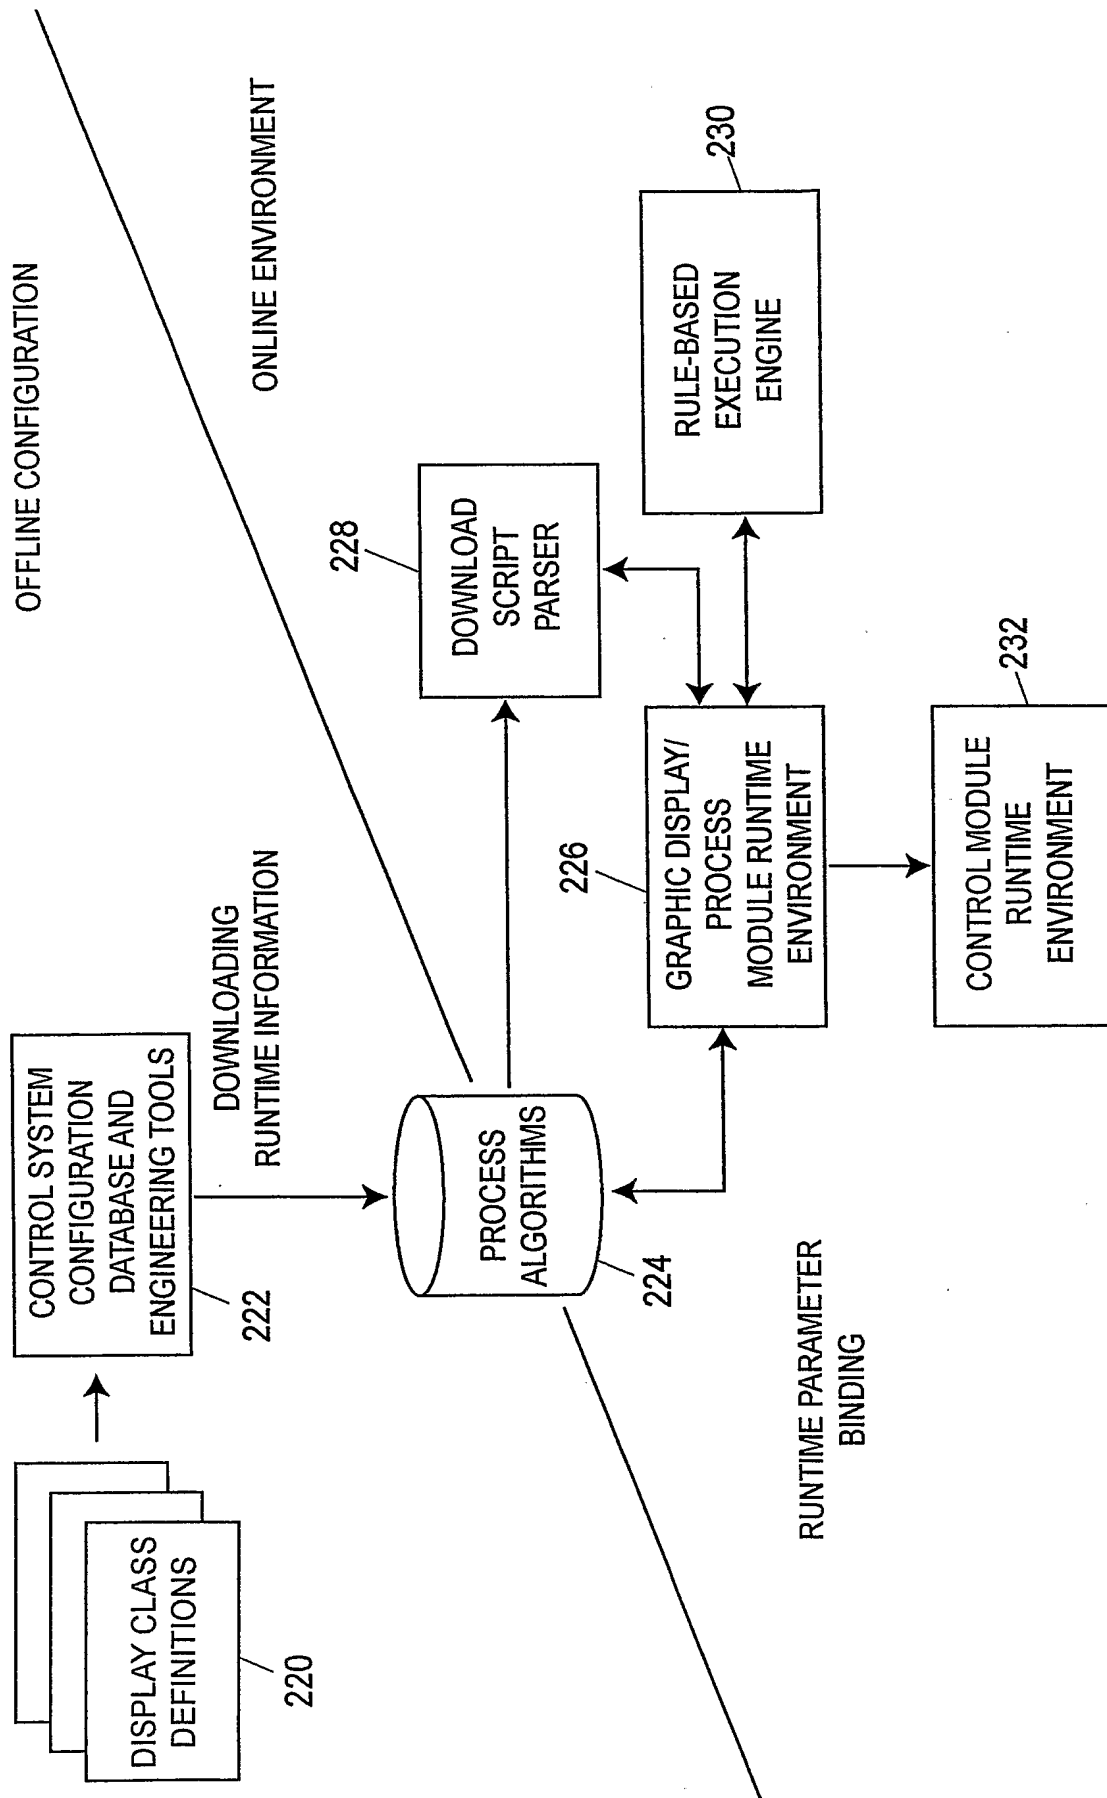 OFFLINE CONFIGURATION
CONTROL SYSTEM
CONFIGURATION
DATABASE AND
ENGINEERING TOOLS
222
DISPLAY CLASS
DEFINITIONS
220
DOWNLOADING
RUNTIME INFORMATION
ONLINE ENVIRONMENT
PROCESS
ALGORITHMS
224
228
DOWNLOAD
SCRIPT
PARSER
226
GRAPHIC DISPLAY/
PROCESS
MODULE RUNTIME
ENVIRONMENT
230
RULE-BASED
EXECUTION
ENGINE
RUNTIME PARAMETER
BINDING
232
CONTROL MODULE
RUNTIME
ENVIRONMENT